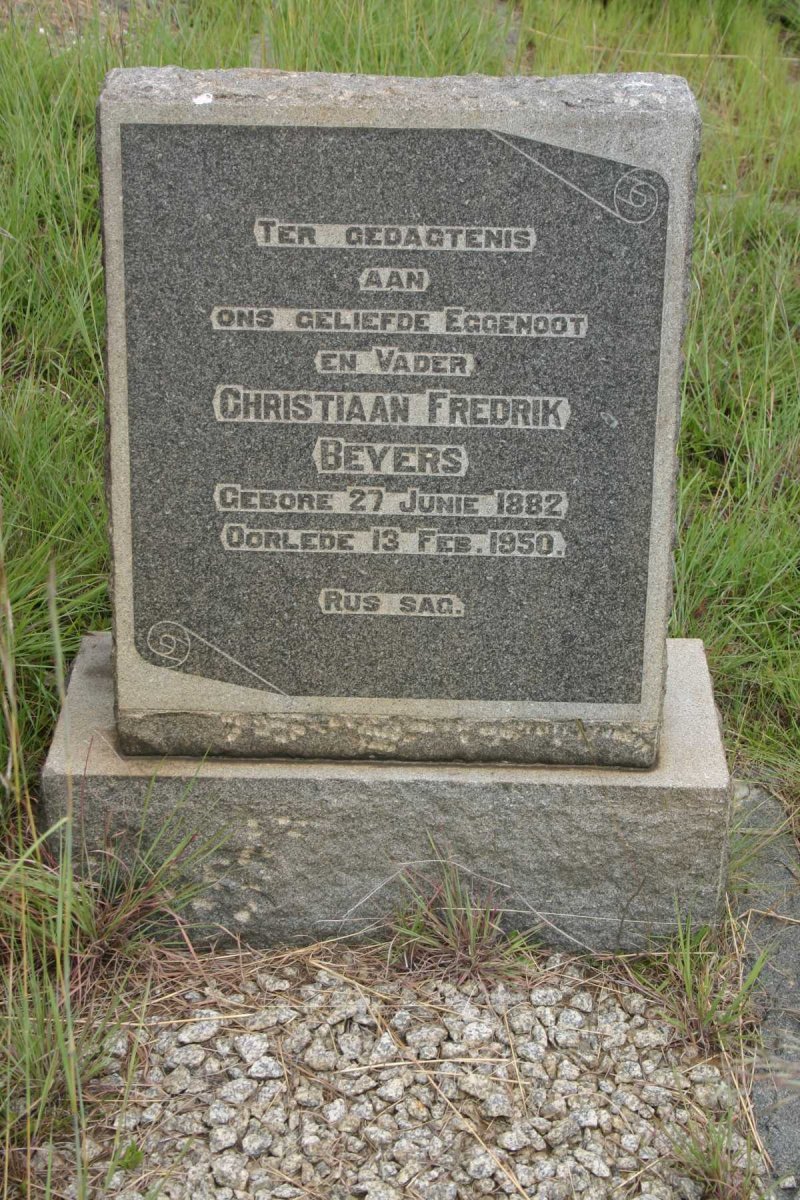 Ter gedagtenis
aan
ons geliefde Eggenoot
en Vader
Christiaan Fredrik
Beyers
Gebore 27 Junie 1882
Oorlede 13 Feb. 1950.
Rus sag.